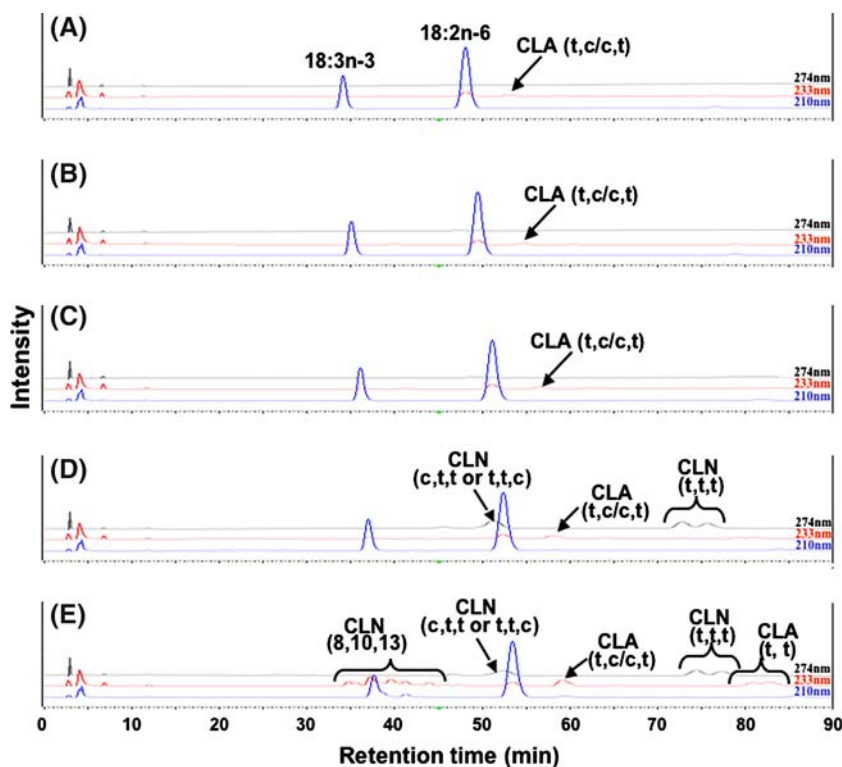 (A)
18:3n-3
18:2n-6
CLA (t,c/c,t)
274nm
233nm
210nm
(B)
CLA (t,c/c,t)
274nm
233nm
210nm
(C)
CLA (t,c/c,t)
274nm
233nm
210nm
Intensity
(D)
CLN
(c,t,t or t,t,c)
CLA
(t,c/c,t)
CLN
(t,t,t)
274nm
233nm
210nm
(E)
CLN
(8,10,13)
CLN
(c,t,t or t,t,c)
CLA
(t,c/c,t)
CLN
(t,t,t)
CLA
(t, t)
274nm
233nm
210nm
0 10 20 30 40 50 60 70 80 90
Retention time (min)